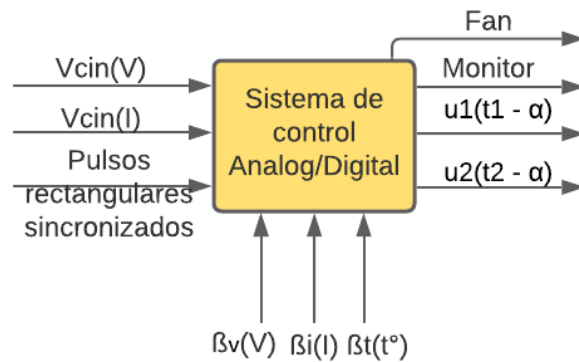 Fan
Vcin(V)
Monitor
Sistema de
control
Analog/Digital
u1(t1 - α)
Vcin(I)
Pulsos
rectangulares
sincronizados
u2(t2 - α)
ßv(V) ßi(I) ßt(t°)